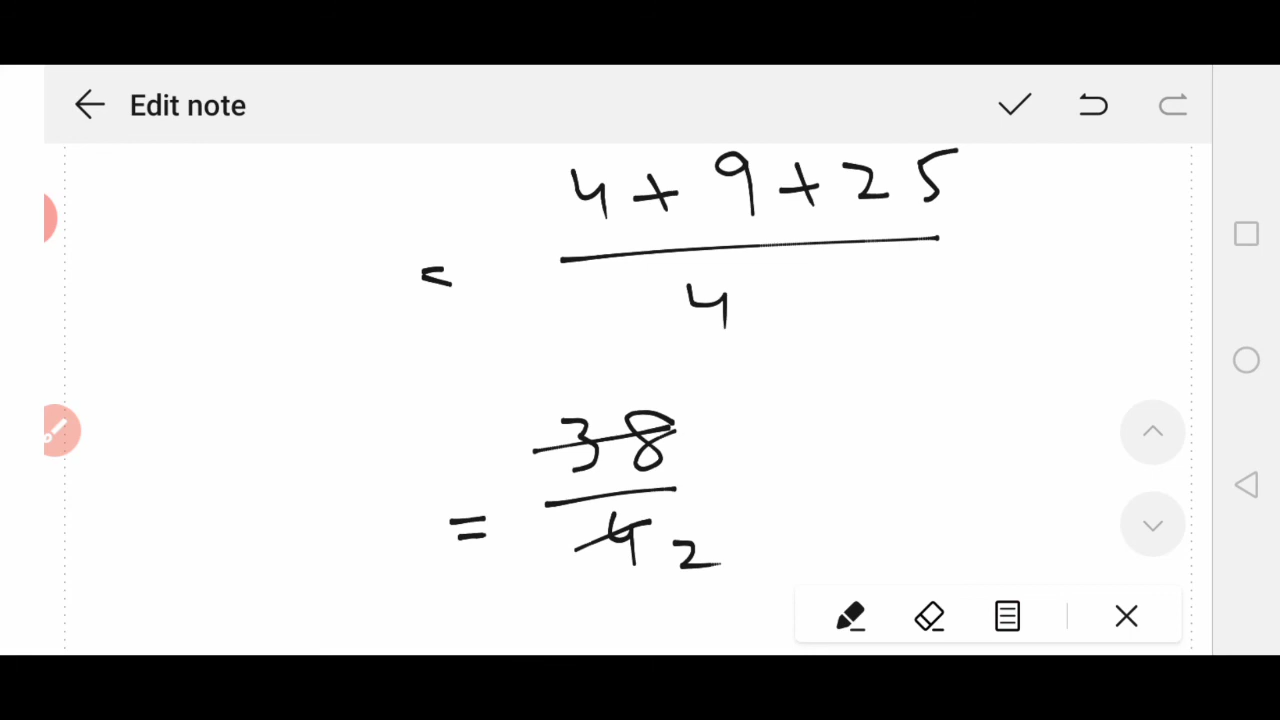 Edit note
4 + 9 + 25
=
4
38
=
4 2